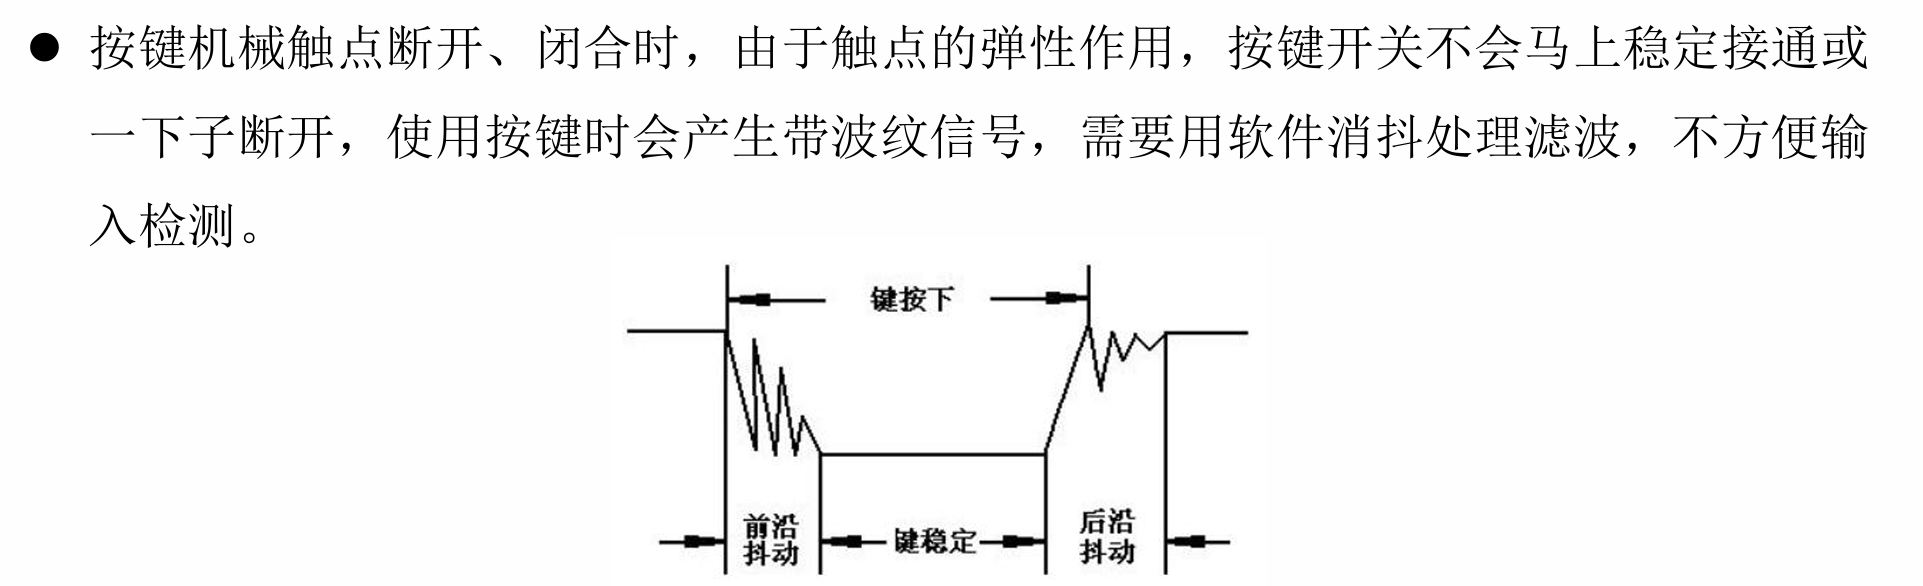 ● 按键机械触点断开、闭合时，由于触点的弹性作用，按键开关不会马上稳定接通或
一下子断开，使用按键时会产生带波纹信号，需要用软件消抖处理滤波，不方便输
入检测。
键按下
前沿
抖动
键稳定
后沿
抖动